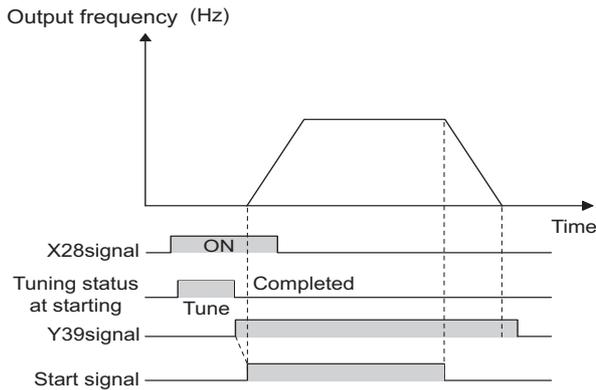 Output frequency (Hz)
Time
X28signal
ON
Tuning status
at starting
Completed
Tune
Y39signal
Start signal